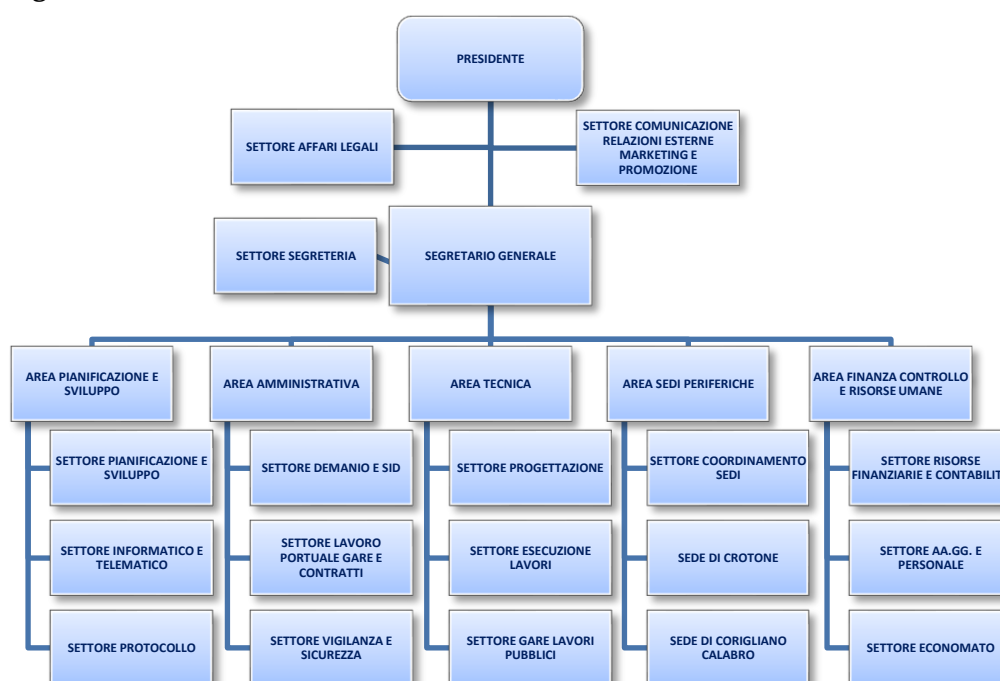 PRESIDENTE
SETTORE AFFARI LEGALI
SETTORE COMUNICAZIONE
RELAZIONI ESTERNE
MARKETING E
PROMOZIONE
SETTORE SEGRETERIA
SEGRETARIO GENERALE
AREA PIANIFICAZIONE E
SVILUPPO
AREA AMMINISTRATIVA
AREA TECNICA
AREA SEDI PERIFERICHE
AREA FINANZA CONTROLLO
E RISORSE UMANE
SETTORE PIANIFICAZIONE E
SVILUPPO
SETTORE DEMANIO E SID
SETTORE PROGETTAZIONE
SETTORE COORDINAMENTO
SEDI
SETTORE RISORSE
FINANZIARIE E CONTABILIT
SETTORE INFORMATICO E
TELEMATICO
SETTORE LAVORO
PORTUALE GARE E
CONTRATTI
SETTORE ESECUZIONE
LAVORI
SEDE DI CROTONE
SETTORE AA.GG. E
PERSONALE
SETTORE PROTOCOLLO
SETTORE VIGILANZA E
SICUREZZA
SETTORE GARE LAVORI
PUBBLICI
SEDE DI CORIGLIANO
CALABRO
SETTORE ECONOMATO